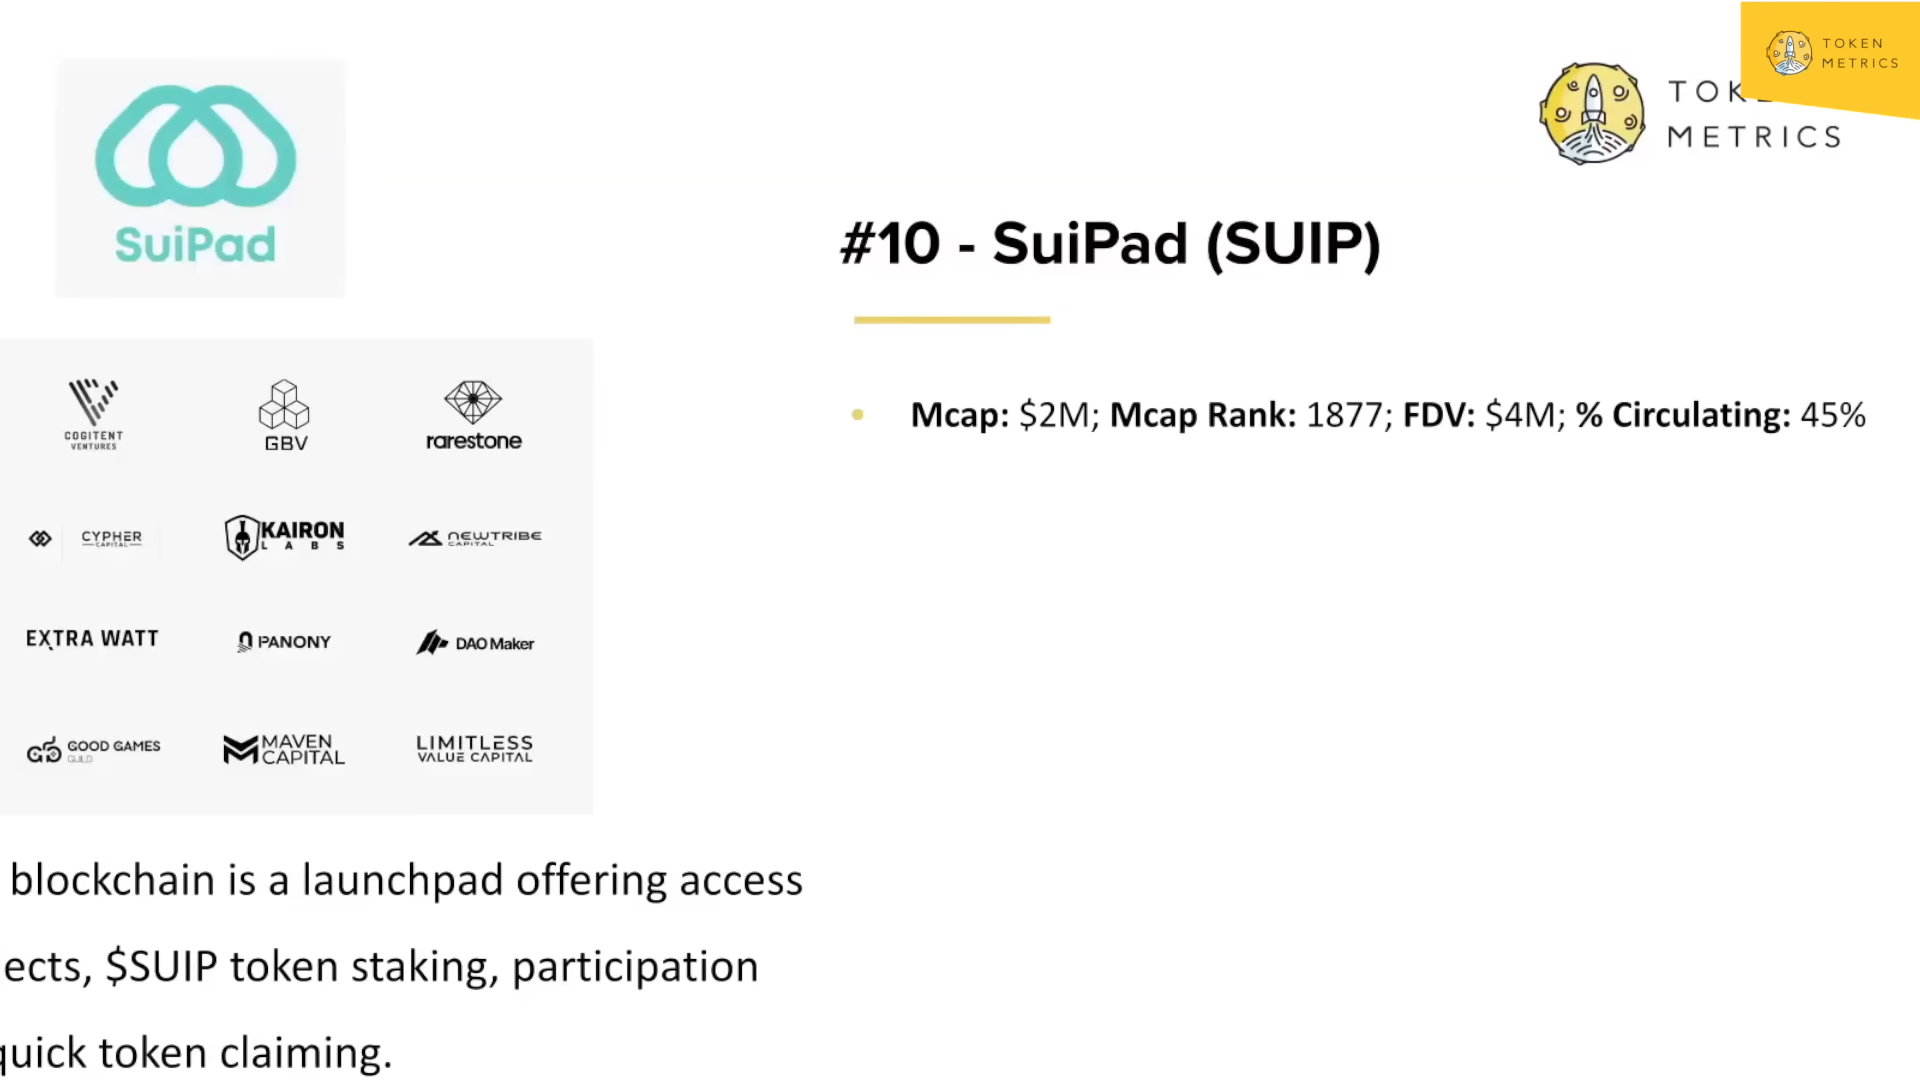 SuiPad
TOKEN
METRICS
TOK
METRICS
#10 - SuiPad (SUIP)
• Mcap: $2M; Mcap Rank: 1877; FDV: $4M; % Circulating: 45%
COGITENT
VENTURES
GBV
rarestone
CYPHER
CAPITAL
KAIRON
LABS
NEWTRIBE
CAPITAL
EXTRA WATT
PANONY
DAO Maker
GOOD GAMES
GUILD
MAVEN
CAPITAL
LIMITLESS
VALUE CAPITAL
blockchain is a launchpad offering access
ects, $SUIP token staking, participation
quick token claiming.